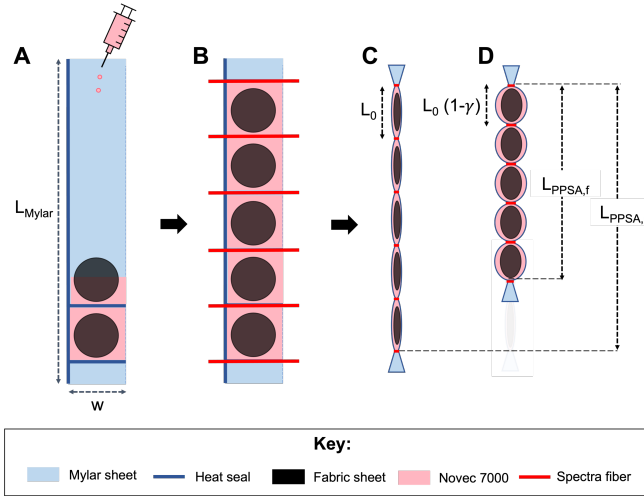 A
B
C
D
L0
L0 (1-γ)
LMylar
LPPSA,f
LPPSA,
w
Key:
Mylar sheet
Heat seal
Fabric sheet
Novec 7000
Spectra fiber